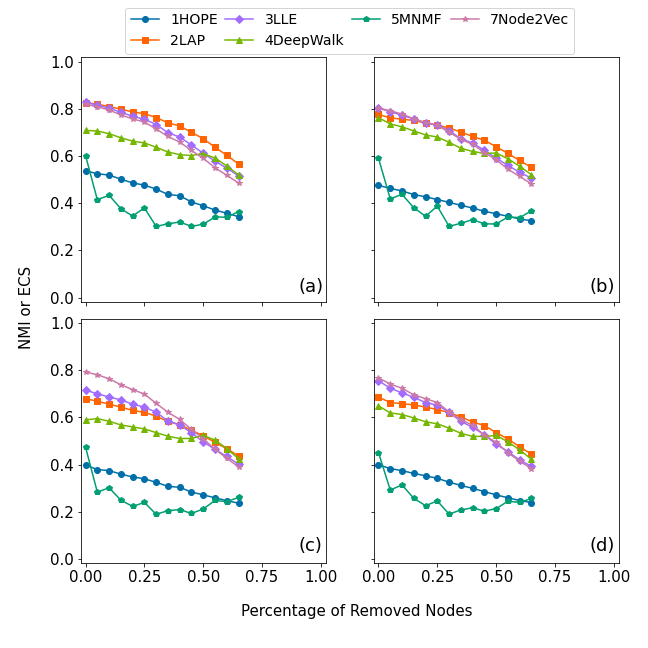 1HOPE 3LLE 5MNMF 7Node2Vec
2LAP 4DeepWalk
1.0
0.8
0.6
0.4
0.2
0.0
(a) (b)
NMI or ECS
1.0
0.8
0.6
0.4
0.2
0.0
(c) (d)
0.00 0.25 0.50 0.75 1.00 0.00 0.25 0.50 0.75 1.00
Percentage of Removed Nodes